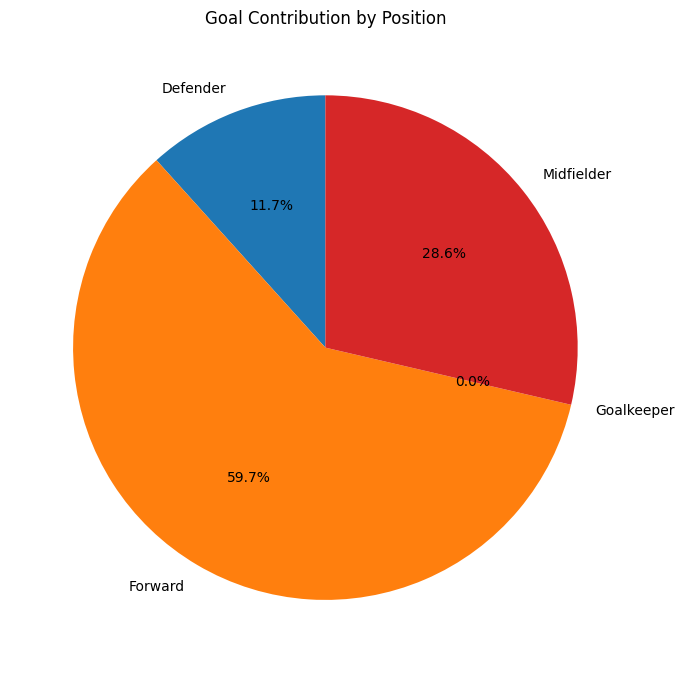 Goal Contribution by Position
Defender
Midfielder
11.7%
28.6%
0.0%
Goalkeeper
59.7%
Forward